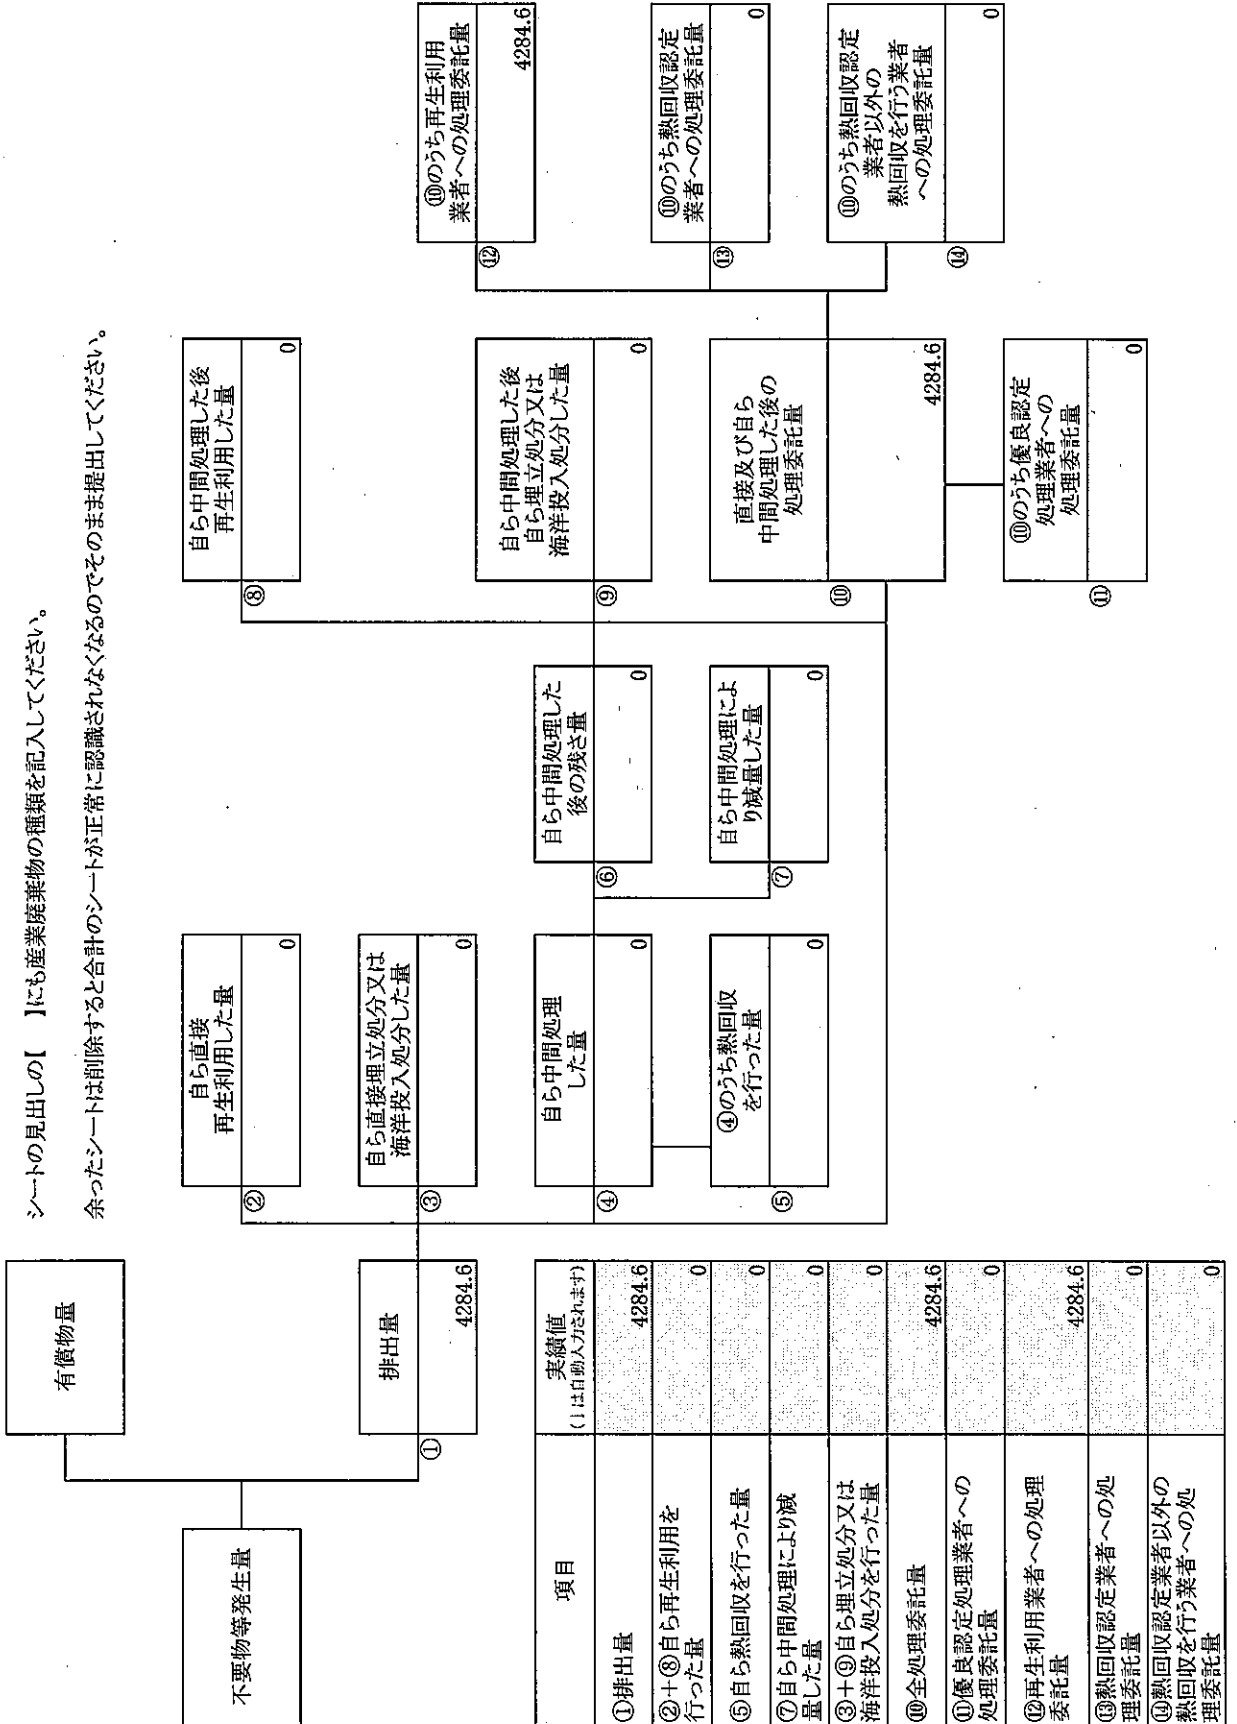 シートの見出しの【　】にも産業廃棄物の種類を記入してください。
余ったシートは削除すると合計のシートが正常に認識されなくなるのでそのまま提出してください。
不要物等発生量
有償物量
①
排出量
4284.6
②
自ら直接
再生利用した量
0
③
自ら直接埋立処分又は
海洋投入処分した量
0
④
自ら中間処理
した量
0
⑤
④のうち熱回収
を行った量
0
⑥
自ら中間処理した
後の残さ量
0
⑦
自ら中間処理によ
り減量した量
0
⑧
自ら中間処理した後
再生利用した量
0
⑨
自ら中間処理した後
自ら埋立処分又は
海洋投入処分した量
0
⑩
直接及び自ら
中間処理した後の
処理委託量
4284.6
⑪
⑩のうち優良認定
処理業者への
処理委託量
0
⑫
⑩のうち再生利用
業者への処理委託量
4284.6
⑬
⑩のうち熱回収認定
業者への処理委託量
0
⑭
⑩のうち熱回収認定
業者以外の
熱回収を行う業者
への処理委託量
0
項目
実績値
(↓は自動入力されます)
①排出量
4284.6
②+⑧自ら再生利用を
行った量
0
⑤自ら熱回収を行った量
0
⑦自ら中間処理により減
量した量
0
③+⑨自ら埋立処分又は
海洋投入処分を行った量
0
⑩全処理委託量
4284.6
⑪優良認定処理業者への
処理委託量
0
⑫再生利用業者への処理
委託量
4284.6
⑬熱回収認定業者への処
理委託量
0
⑭熱回収認定業者以外の
熱回収を行う業者への処
理委託量
0